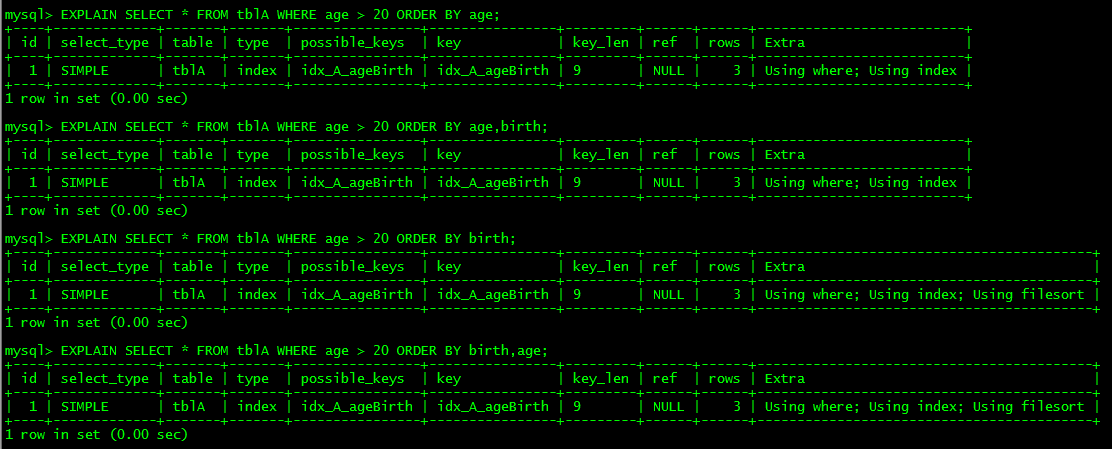 mysql> EXPLAIN SELECT * FROM tblA WHERE age > 20 ORDER BY age;
+----+-------------+-------+-------+---------------+--------------+---------+------+------+--------------------------+
| id | select_type | table | type  | possible_keys | key          | key_len | ref  | rows | Extra                    |
+----+-------------+-------+-------+---------------+--------------+---------+------+------+--------------------------+
|  1 | SIMPLE      | tblA  | index | idx_A_ageBirth | idx_A_ageBirth | 9       | NULL |    3 | Using where; Using index |
+----+-------------+-------+-------+---------------+--------------+---------+------+------+--------------------------+
1 row in set (0.00 sec)
mysql> EXPLAIN SELECT * FROM tblA WHERE age > 20 ORDER BY age,birth;
+----+-------------+-------+-------+---------------+--------------+---------+------+------+--------------------------+
| id | select_type | table | type  | possible_keys | key          | key_len | ref  | rows | Extra                    |
+----+-------------+-------+-------+---------------+--------------+---------+------+------+--------------------------+
|  1 | SIMPLE      | tblA  | index | idx_A_ageBirth | idx_A_ageBirth | 9       | NULL |    3 | Using where; Using index |
+----+-------------+-------+-------+---------------+--------------+---------+------+------+--------------------------+
1 row in set (0.00 sec)
mysql> EXPLAIN SELECT * FROM tblA WHERE age > 20 ORDER BY birth;
+----+-------------+-------+-------+---------------+--------------+---------+------+------+------------------------------------------+
| id | select_type | table | type  | possible_keys | key          | key_len | ref  | rows | Extra                                    |
+----+-------------+-------+-------+---------------+--------------+---------+------+------+------------------------------------------+
|  1 | SIMPLE      | tblA  | index | idx_A_ageBirth | idx_A_ageBirth | 9       | NULL |    3 | Using where; Using index; Using filesort |
+----+-------------+-------+-------+---------------+--------------+---------+------+------+------------------------------------------+
1 row in set (0.00 sec)
mysql> EXPLAIN SELECT * FROM tblA WHERE age > 20 ORDER BY birth,age;
+----+-------------+-------+-------+---------------+--------------+---------+------+------+------------------------------------------+
| id | select_type | table | type  | possible_keys | key          | key_len | ref  | rows | Extra                                    |
+----+-------------+-------+-------+---------------+--------------+---------+------+------+------------------------------------------+
|  1 | SIMPLE      | tblA  | index | idx_A_ageBirth | idx_A_ageBirth | 9       | NULL |    3 | Using where; Using index; Using filesort |
+----+-------------+-------+-------+---------------+--------------+---------+------+------+------------------------------------------+
1 row in set (0.00 sec)